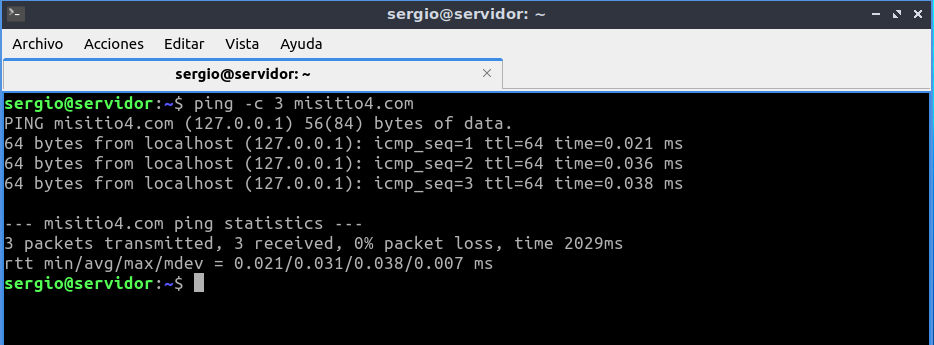 sergio@servidor: ~
Archivo Acciones Editar Vista Ayuda
sergio@servidor: ~
sergio@servidor:~$ ping -c 3 misitio4.com
PING misitio4.com (127.0.0.1) 56(84) bytes of data.
64 bytes from localhost (127.0.0.1): icmp_seq=1 ttl=64 time=0.021 ms
64 bytes from localhost (127.0.0.1): icmp_seq=2 ttl=64 time=0.036 ms
64 bytes from localhost (127.0.0.1): icmp_seq=3 ttl=64 time=0.038 ms
--- misitio4.com ping statistics ---
3 packets transmitted, 3 received, 0% packet loss, time 2029ms
rtt min/avg/max/mdev = 0.021/0.031/0.038/0.007 ms
sergio@servidor:~$